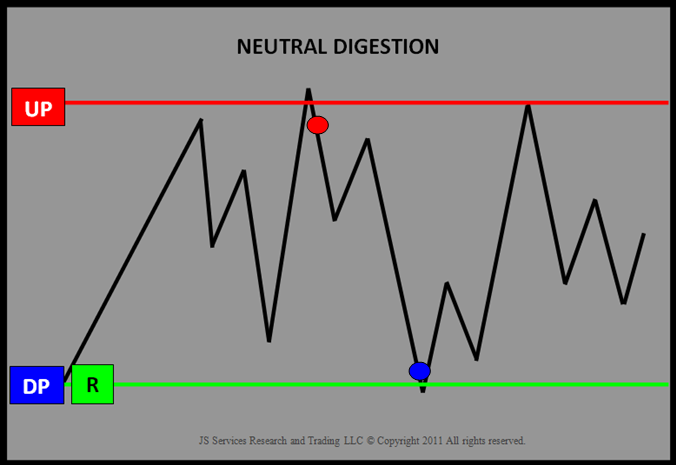 NEUTRAL DIGESTION
UP
DP
R
JS Services Research and Trading LLC © Copyright 2011 All rights reserved.